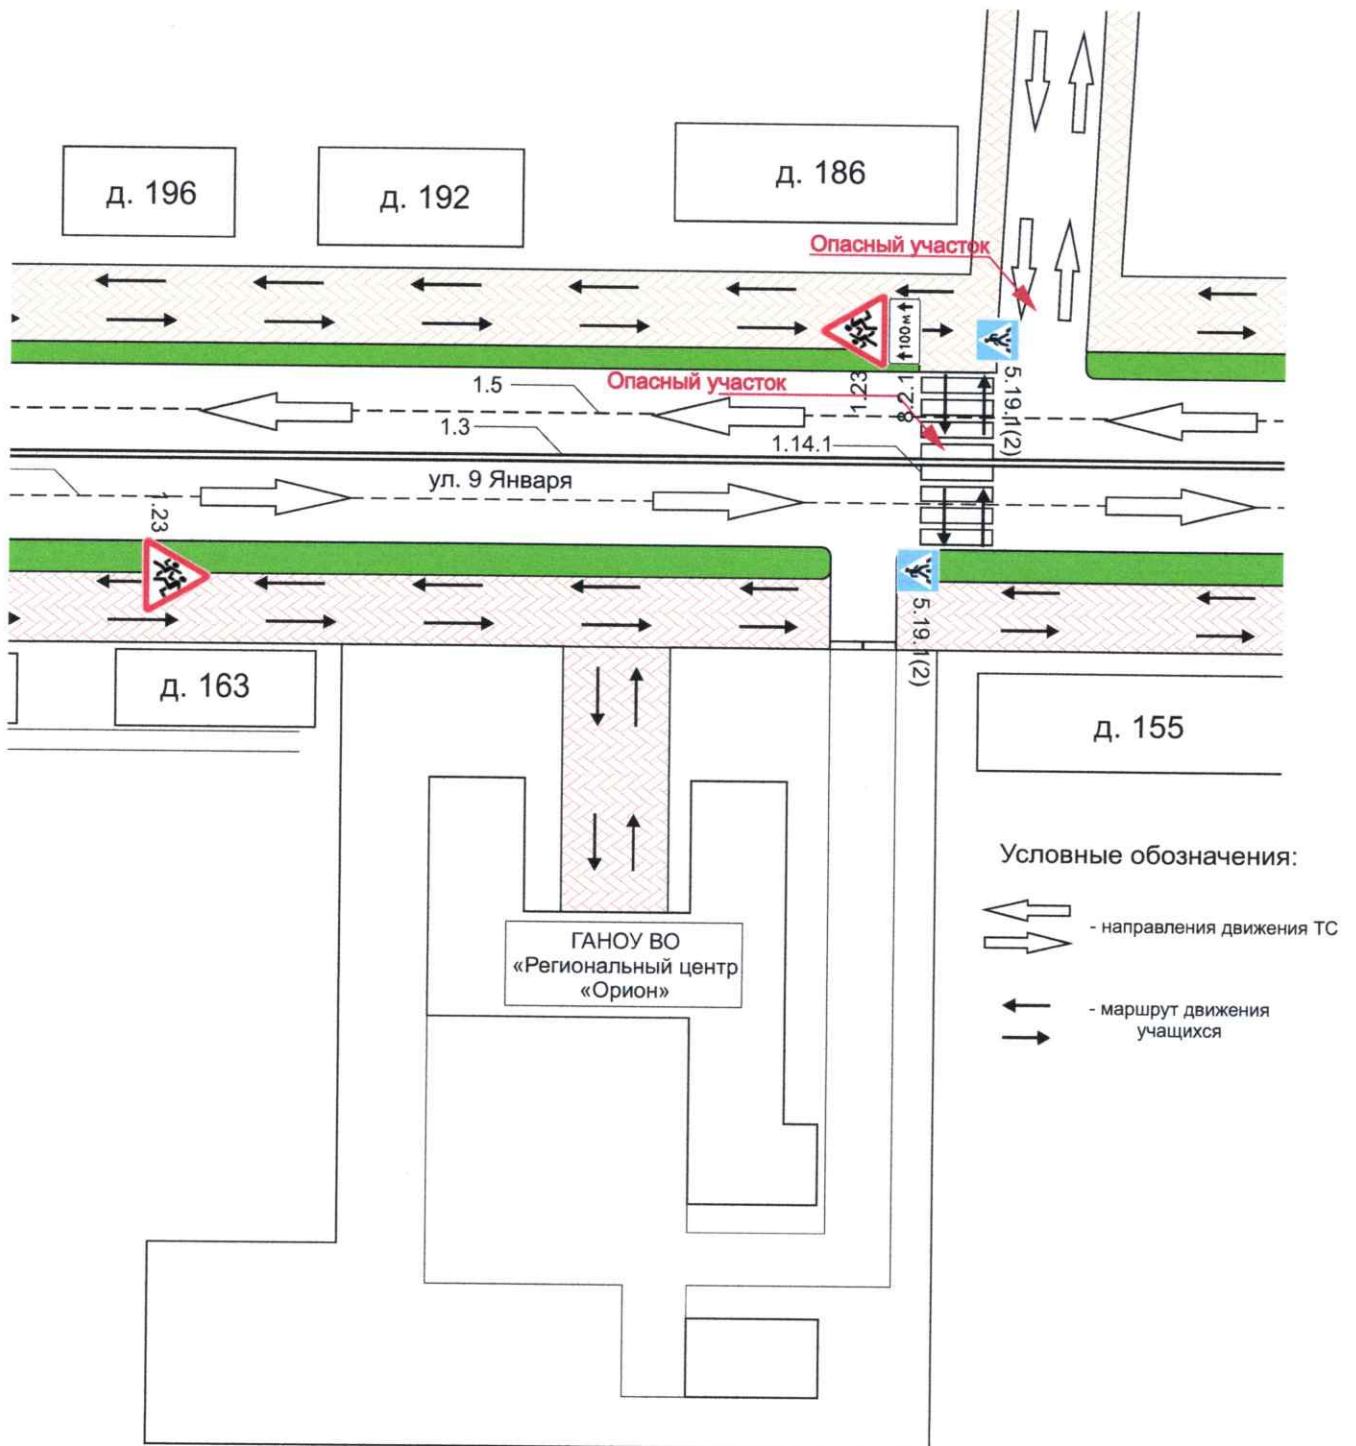 д. 196
д. 192
д. 186
Опасный участок
100 м
1.23
8.2.1
5.19.1(2)
Опасный участок
1.5
1.3
1.14.1
ул. 9 Января
1.23
5.19.1(2)
д. 163
д. 155
ГАНОУ ВО
«Региональный центр
«Орион»
Условные обозначения:
- направления движения ТС
- маршрут движения
учащихся